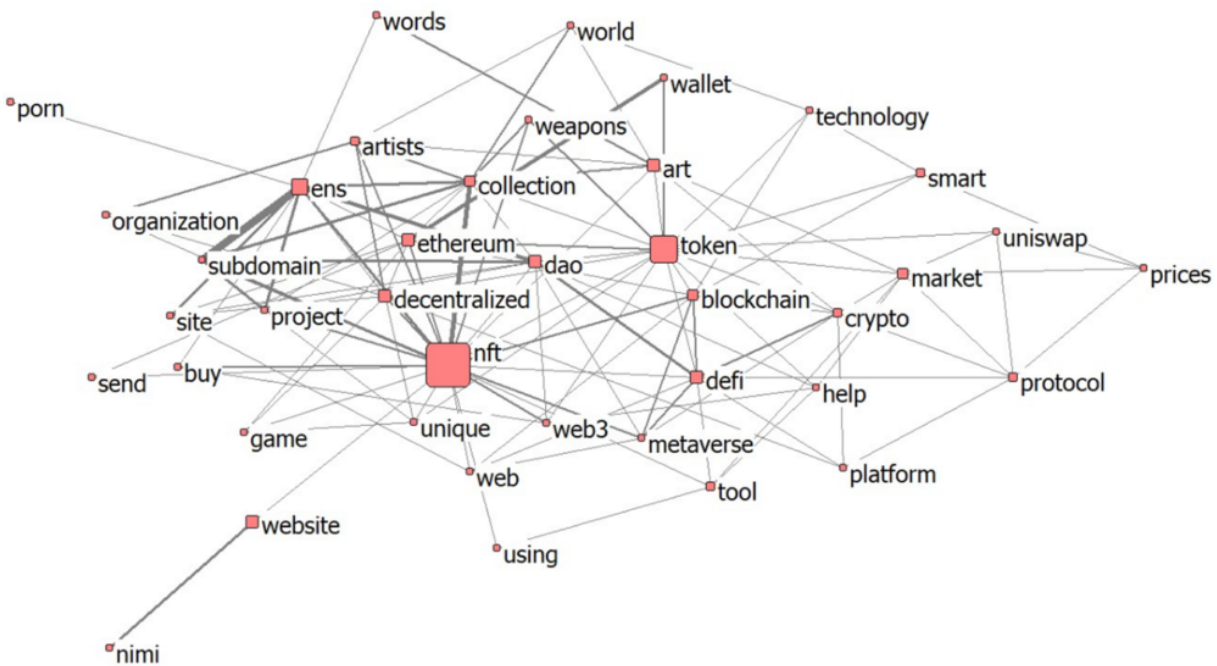 words
world
wallet
porn
weapons
technology
artists
art
smart
ens
collection
organization
uniswap
ethereum
token
subdomain
dao
market
prices
decentralized
blockchain
site
project
crypto
nft
send
buy
defi
help
protocol
game
unique
web3
metaverse
web
tool
platform
website
using
nimi